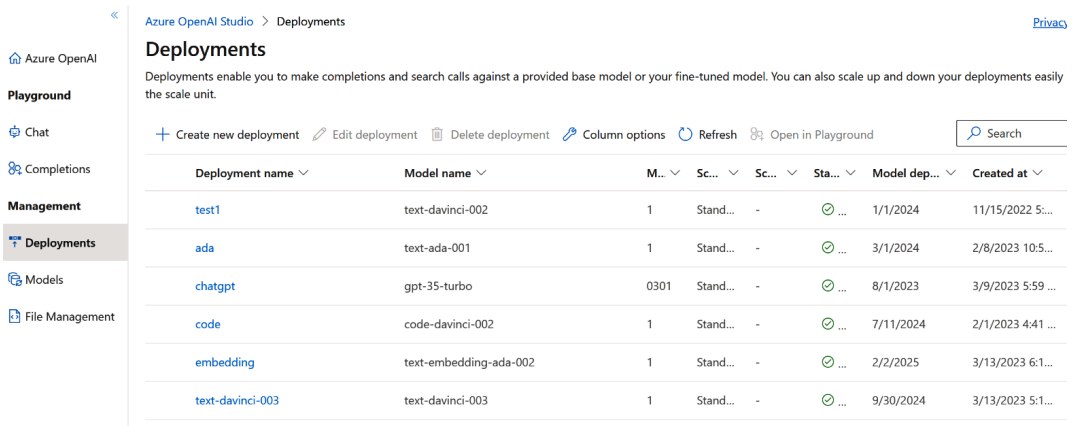 «
Azure OpenAI Studio > Deployments
Privacy
Azure OpenAI
Playground
Chat
Completions
Management
Deployments
Models
File Management
Deployments
Deployments enable you to make completions and search calls against a provided base model or your fine-tuned model. You can also scale up and down your deployments easily
the scale unit.
+ Create new deployment Edit deployment Delete deployment Column options Refresh Open in Playground Search
Deployment name Model name M... Sc... Sc... Sta... Model dep... Created at
test1 text-davinci-002 1 Stand... - ... 1/1/2024 11/15/2022 5:...
ada text-ada-001 1 Stand... - ... 3/1/2024 2/8/2023 10:5...
chatgpt gpt-35-turbo 0301 Stand... - ... 8/1/2023 3/9/2023 5:59 ...
code code-davinci-002 1 Stand... - ... 7/11/2024 2/1/2023 4:41 ...
embedding text-embedding-ada-002 1 Stand... - ... 2/2/2025 3/13/2023 6:1...
text-davinci-003 text-davinci-003 1 Stand... - ... 9/30/2024 3/13/2023 5:1...